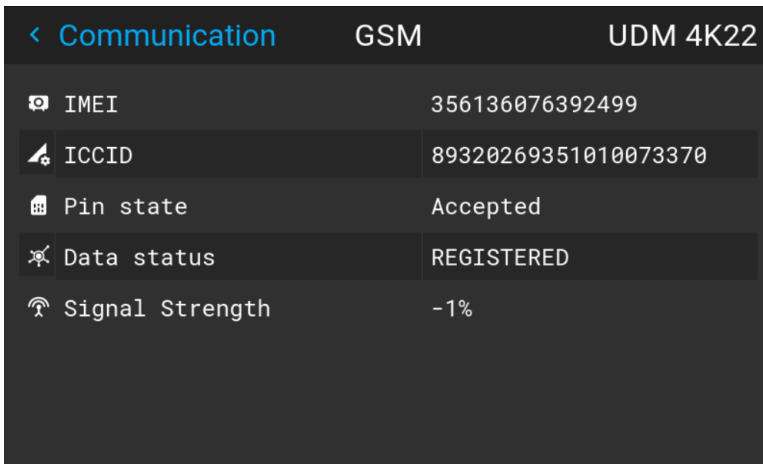 < Communication GSM UDM 4K22
IMEI 356136076392499
ICCID 89320269351010073370
Pin state Accepted
Data status REGISTERED
Signal Strength -1%